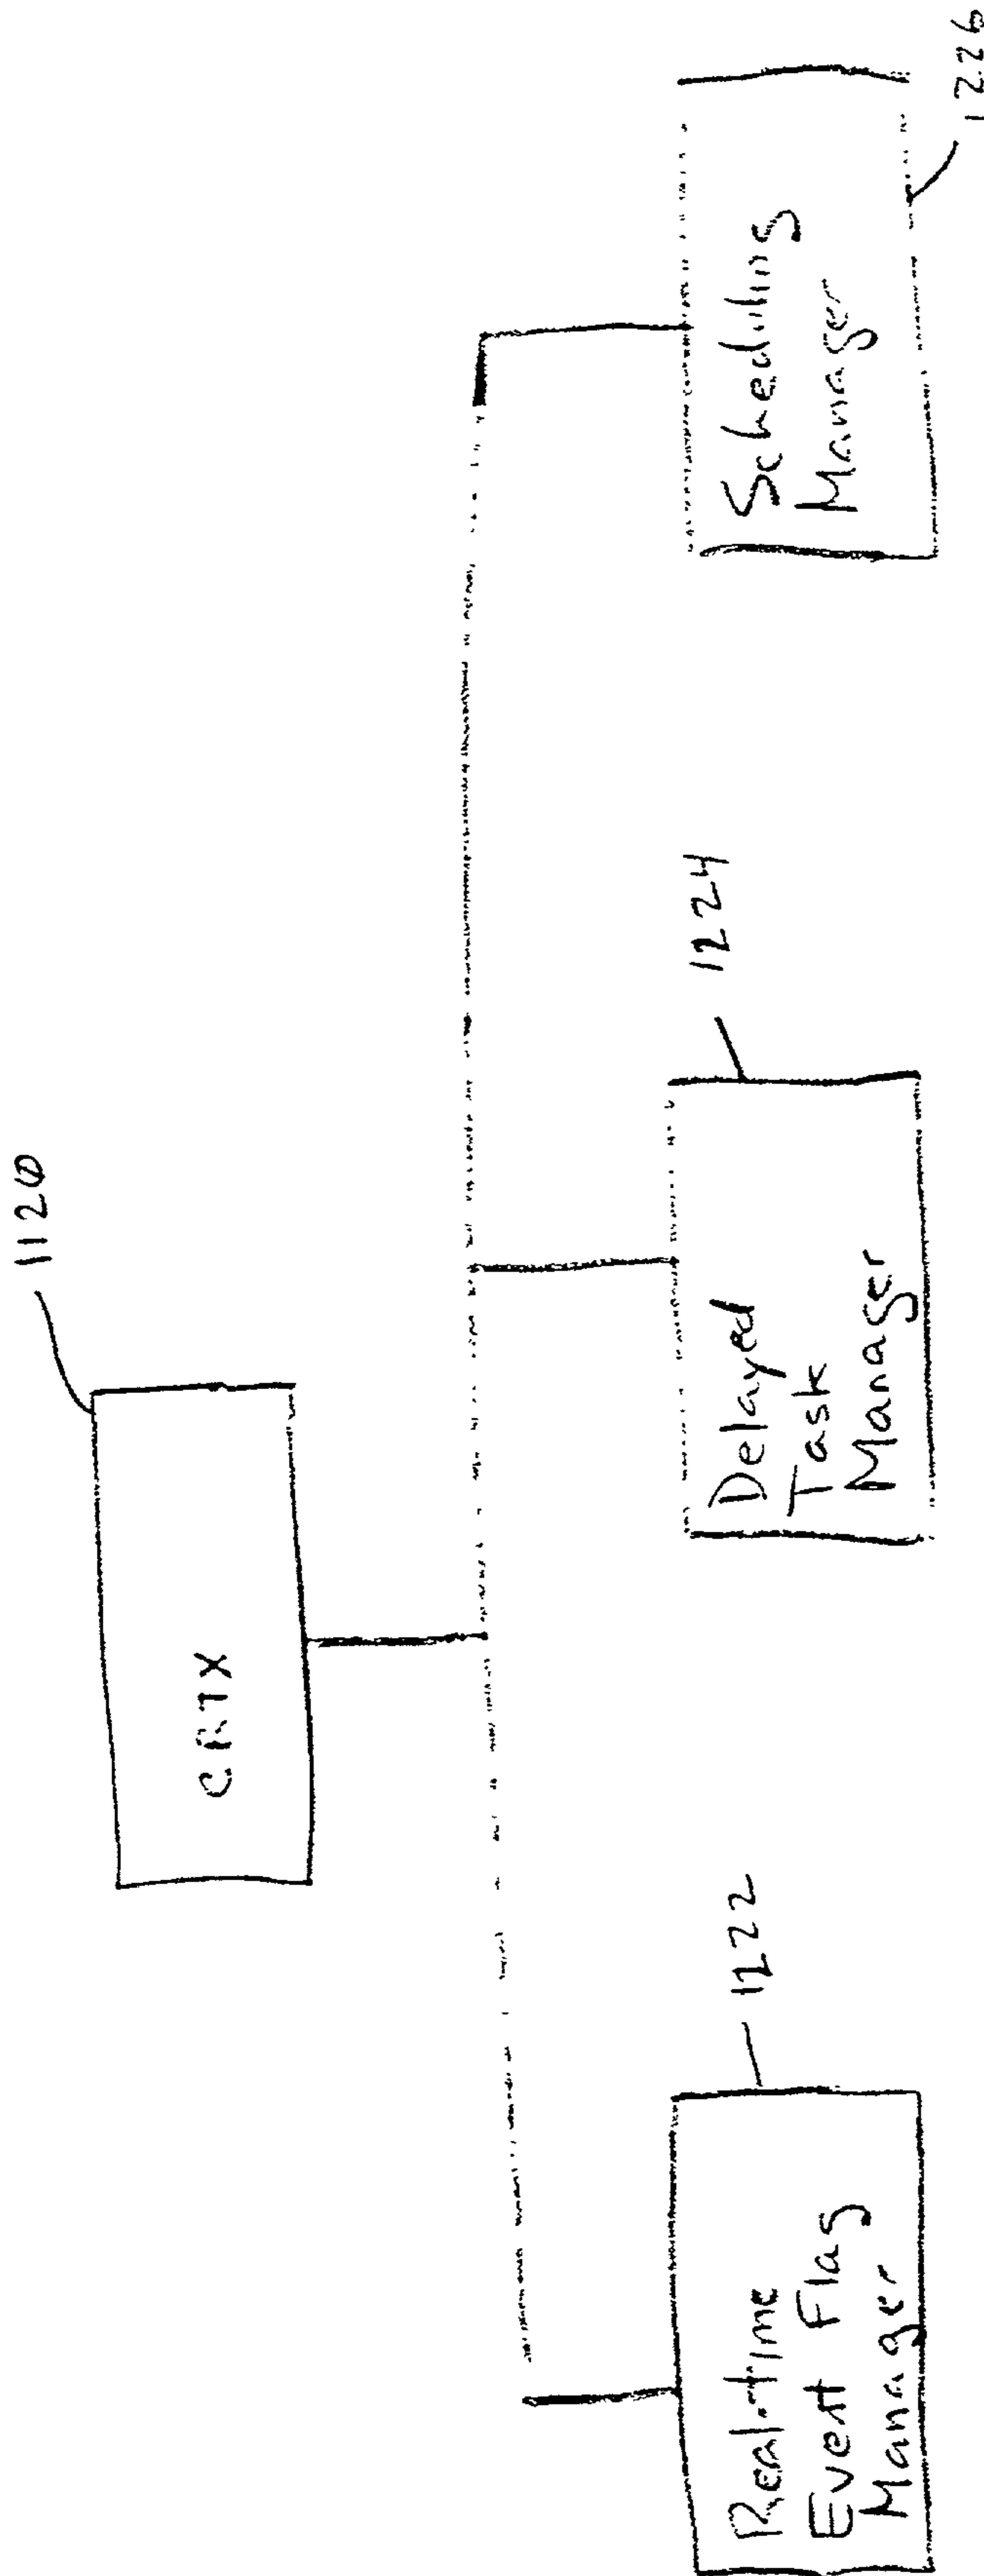 1120
CRTX
Real-time
Event Flag
Manager
1222
Delayed
Task
Manager
1224
Scheduling
Manager
1226